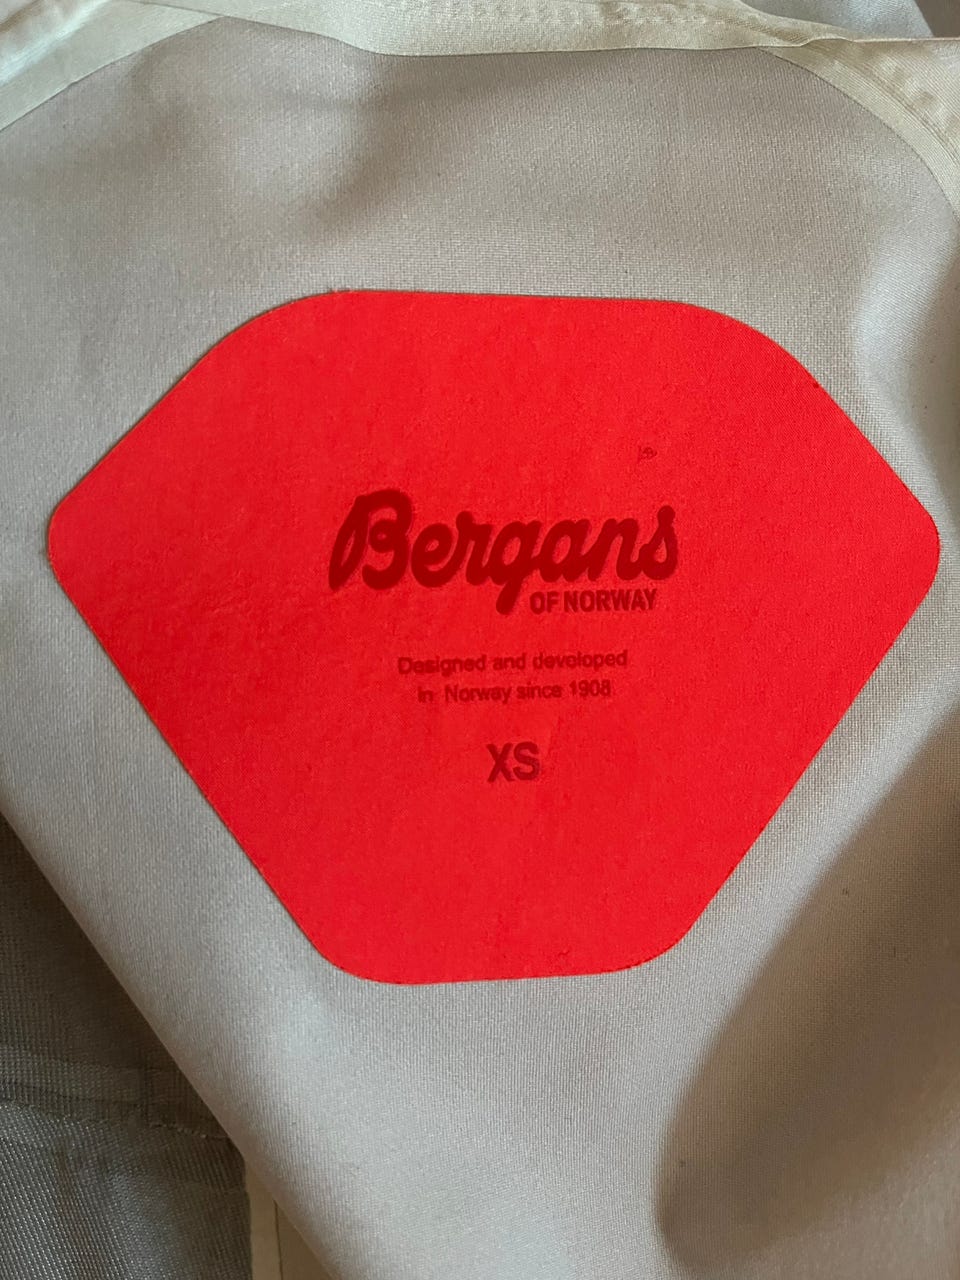 Bergans
OF NORWAY
Designed and developed
in Norway since 1908
XS